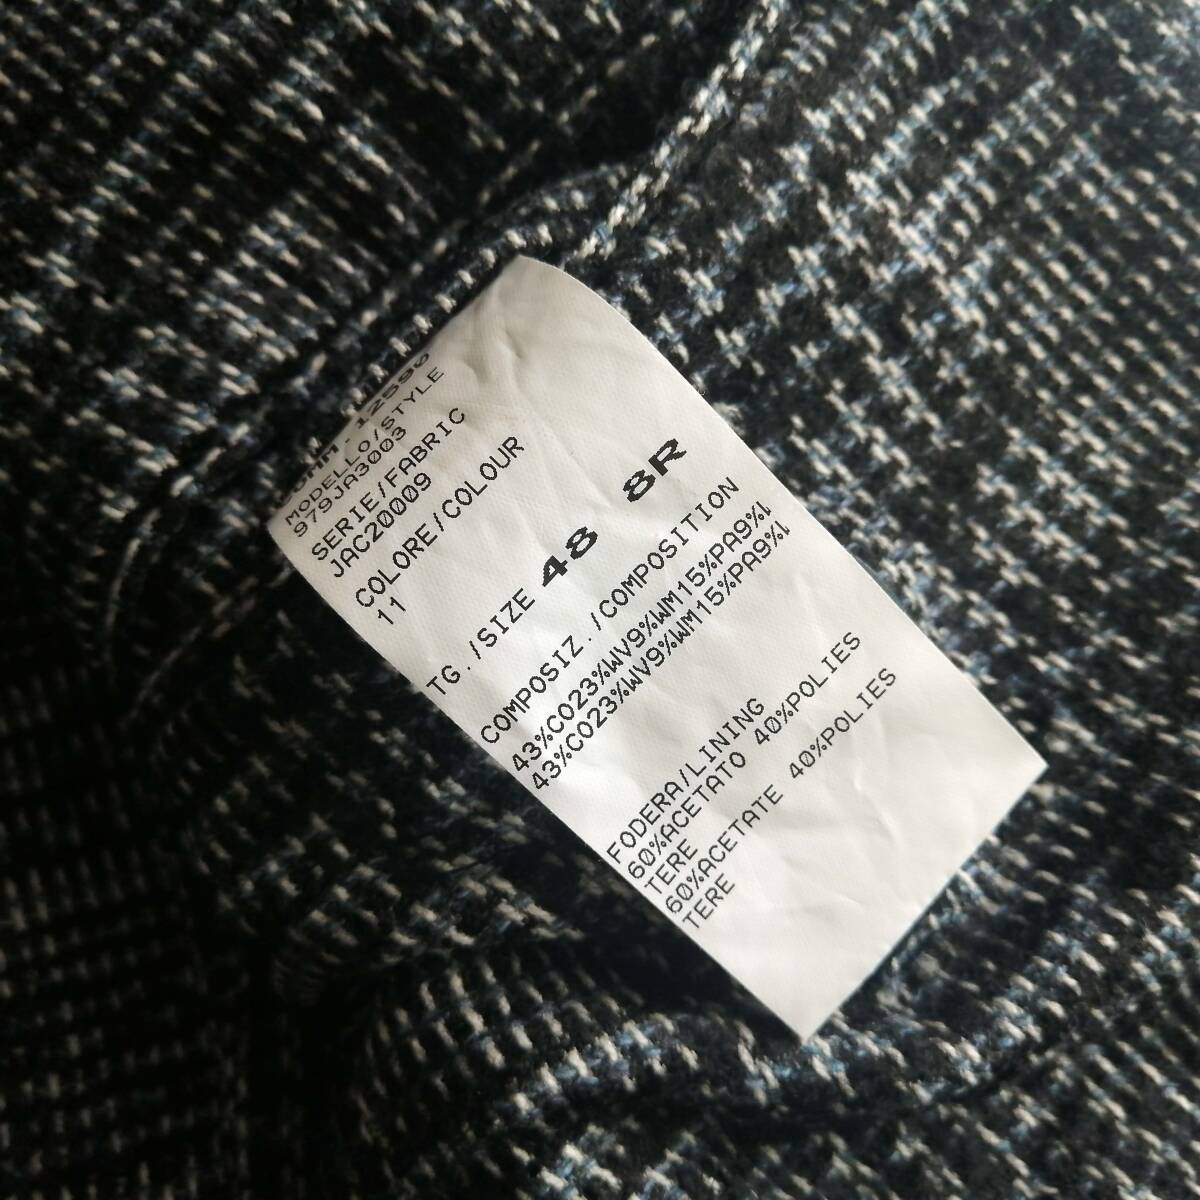 MODELLO/STYLE
979JA3003
SERIE/FABRIC
JAC20009
COLORE/COLOUR
11
TG./SIZE 48 8R
COMPOSIZ./COMPOSITION
43%CO23%WV9%WM15%PA9%
43%CO23%WV9%WM15%PA9%
FODERA/LINING
60%ACETATO 40%POLIES
TERE
60%ACETATE 40%POLIES
TERE